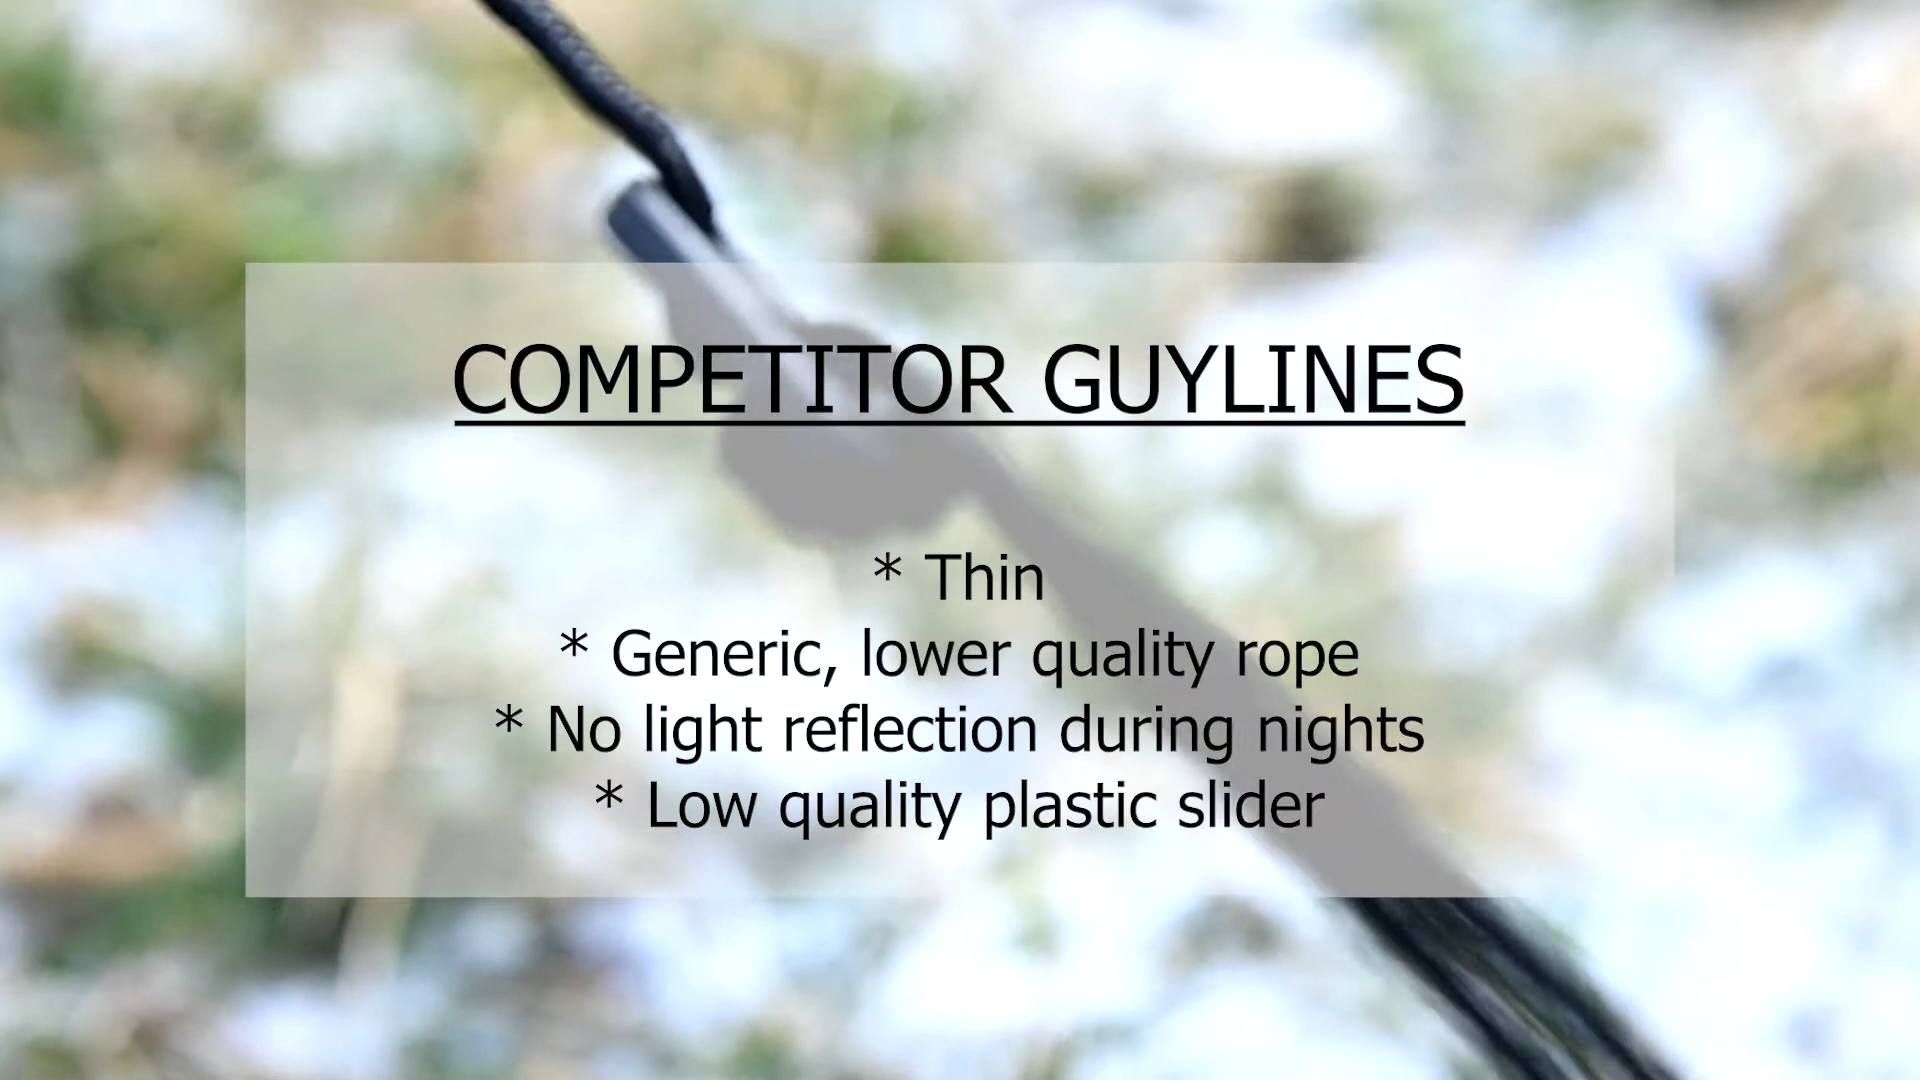 COMPETITOR GUYLINES
* Thin
* Generic, lower quality rope
* No light reflection during nights
* Low quality plastic slider